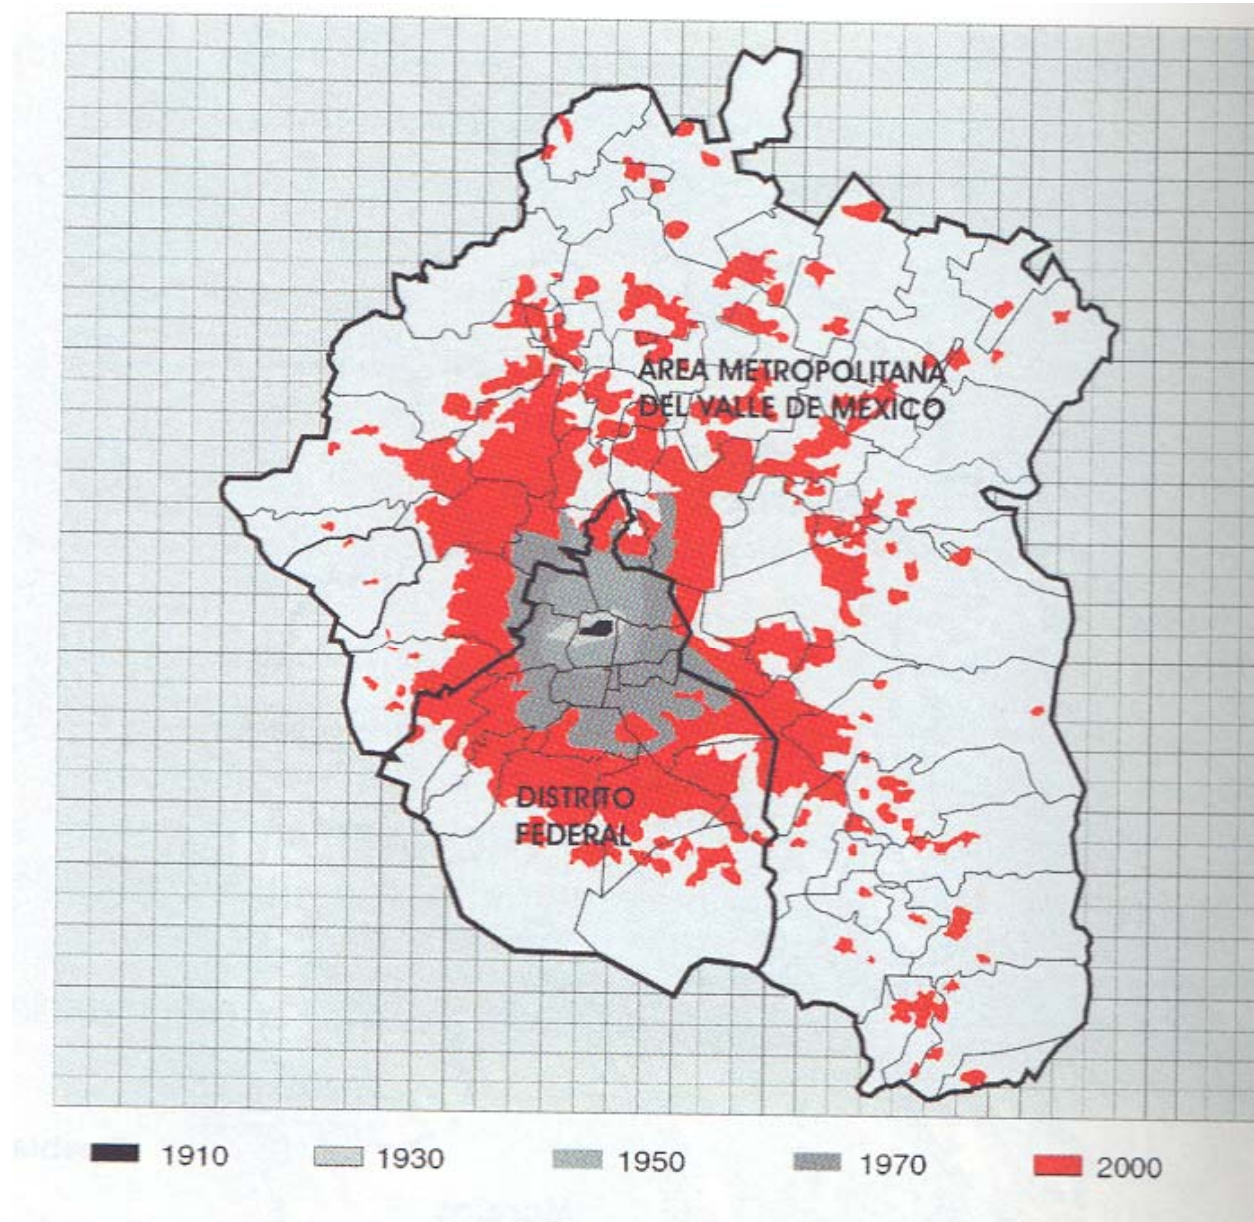 AREA METROPOLITANA
DEL VALLE DE MEXICO
DISTRITO
FEDERAL
1910
1930
1950
1970
2000